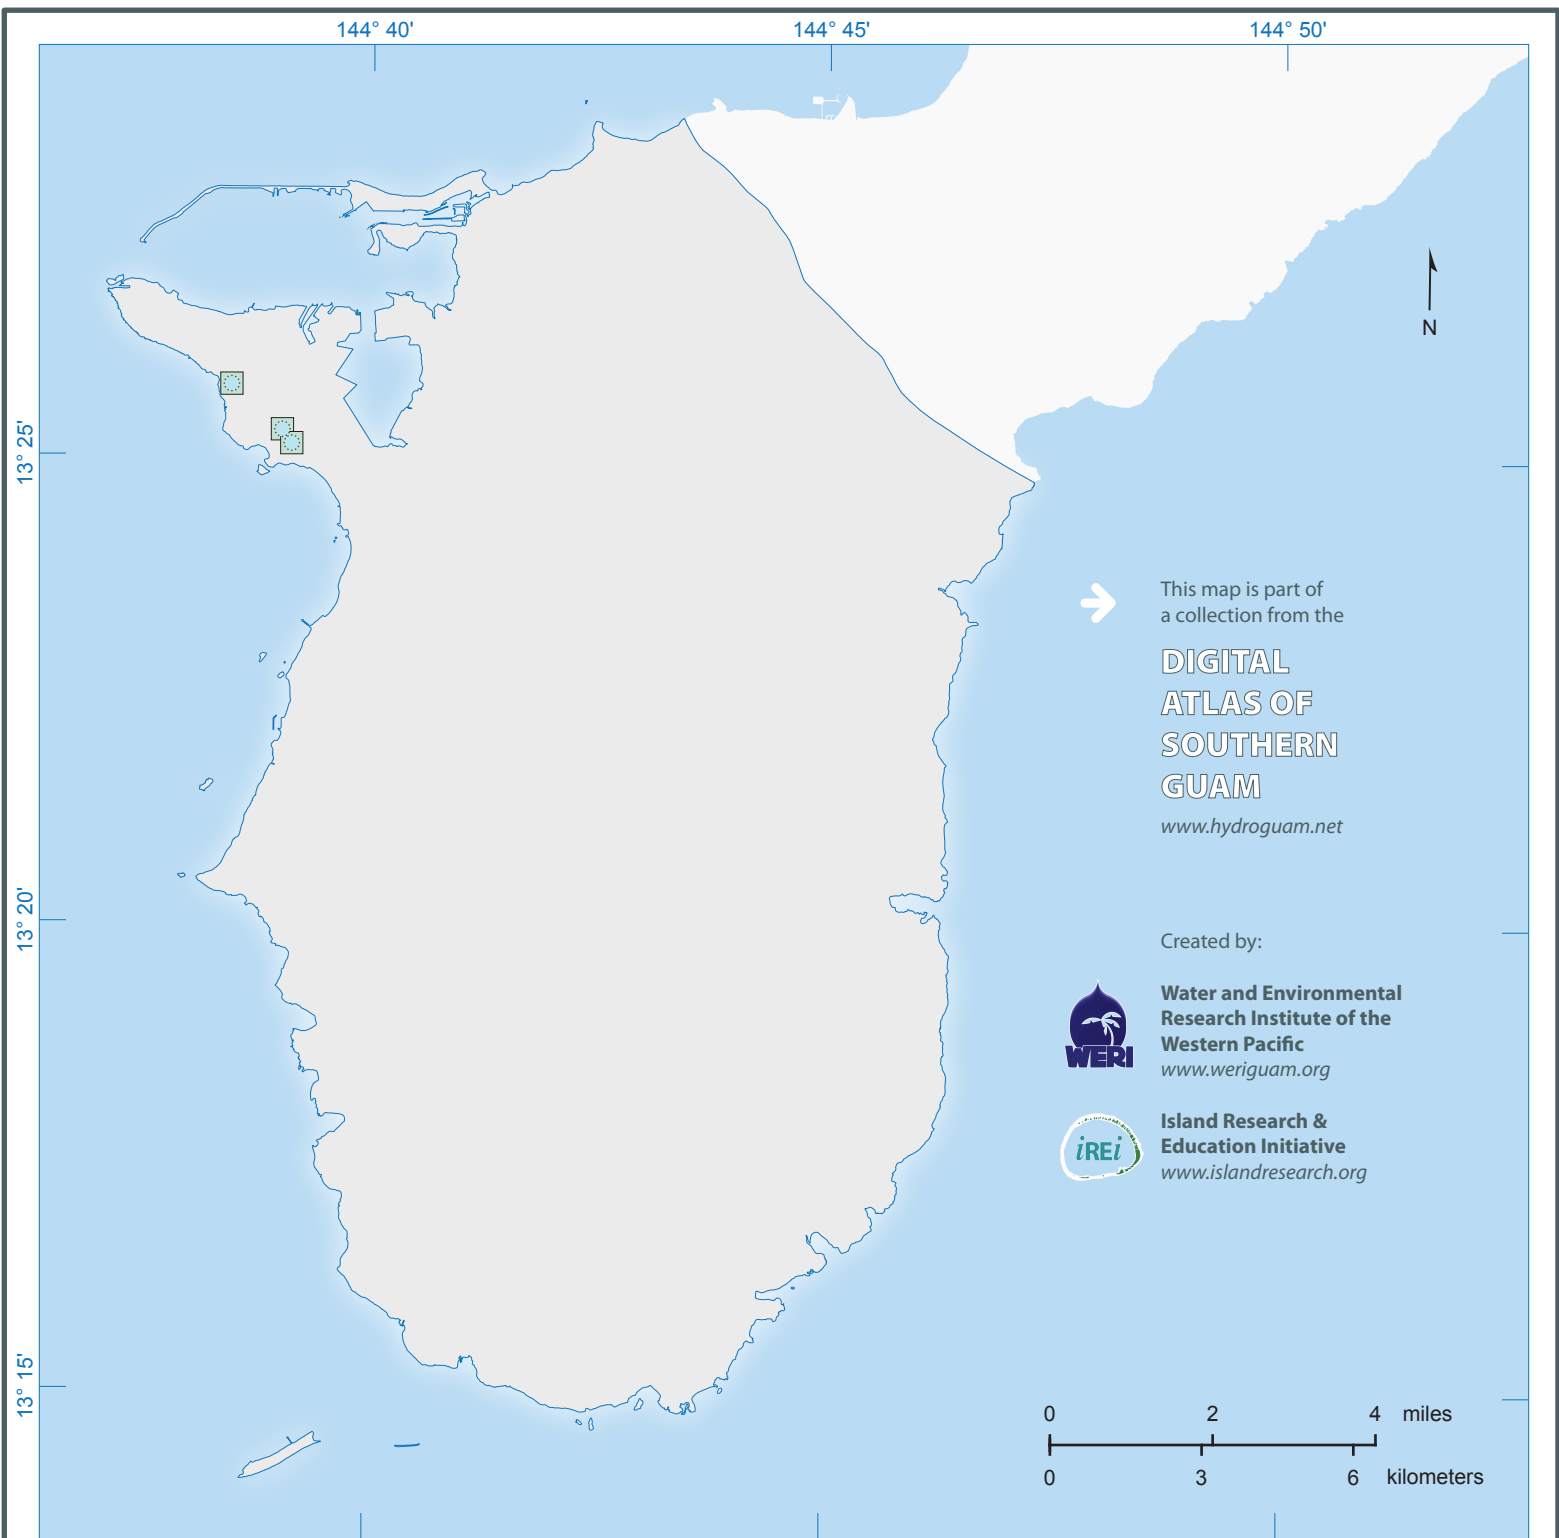 144° 40'
144° 45'
144° 50'
N
13° 25'
This map is part of
a collection from the
DIGITAL
ATLAS OF
SOUTHERN
GUAM
www.hydroguam.net
13° 20'
Created by:
WERI
Water and Environmental
Research Institute of the
Western Pacific
www.weriguam.org
iREi
Island Research &
Education Initiative
www.islandresearch.org
13° 15'
0 2 4 miles
0 3 6 kilometers